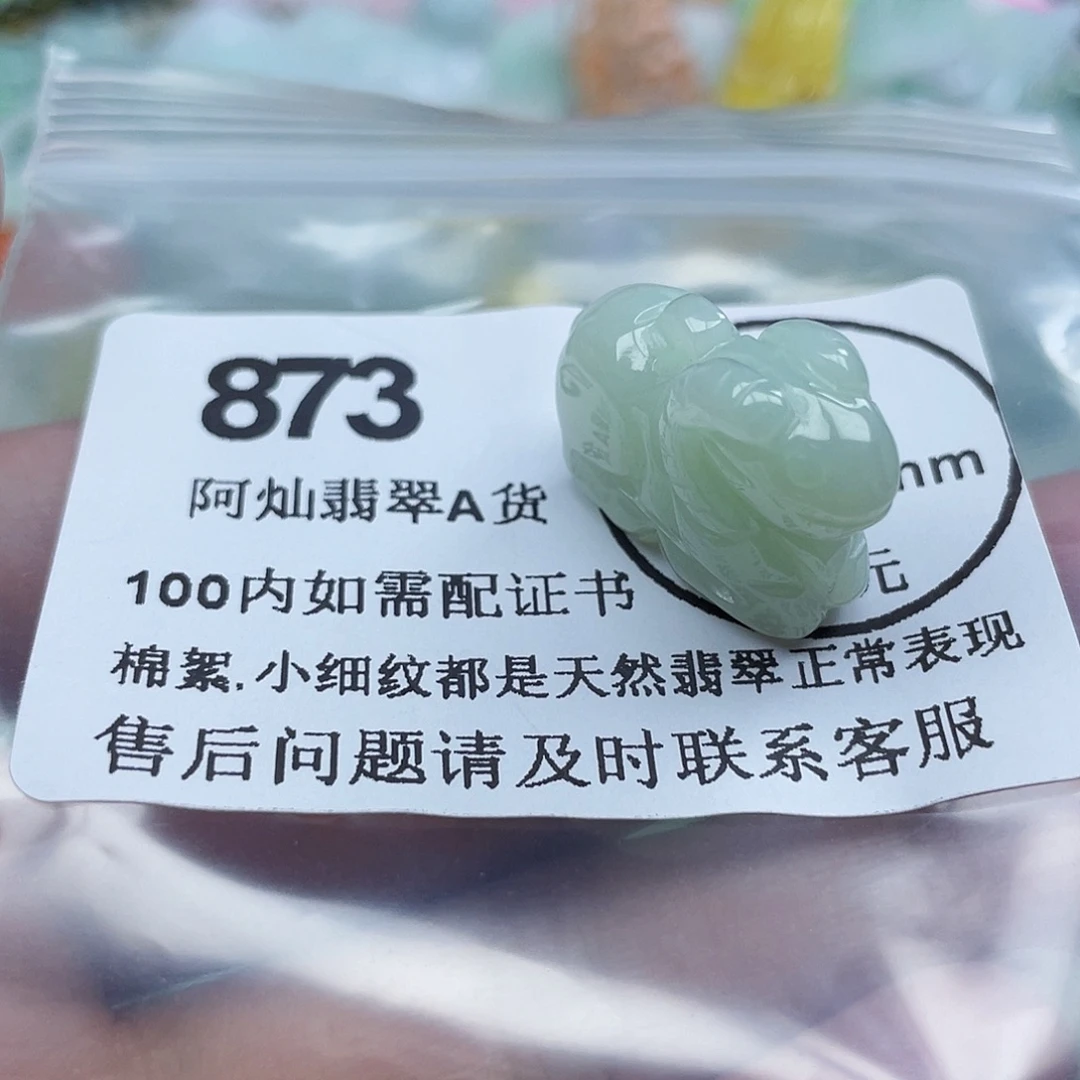 873
阿灿翡翠A货
mm
100内如需配证书
元
棉絮,小细纹都是天然翡翠正常表现
售后问题请及时联系客服